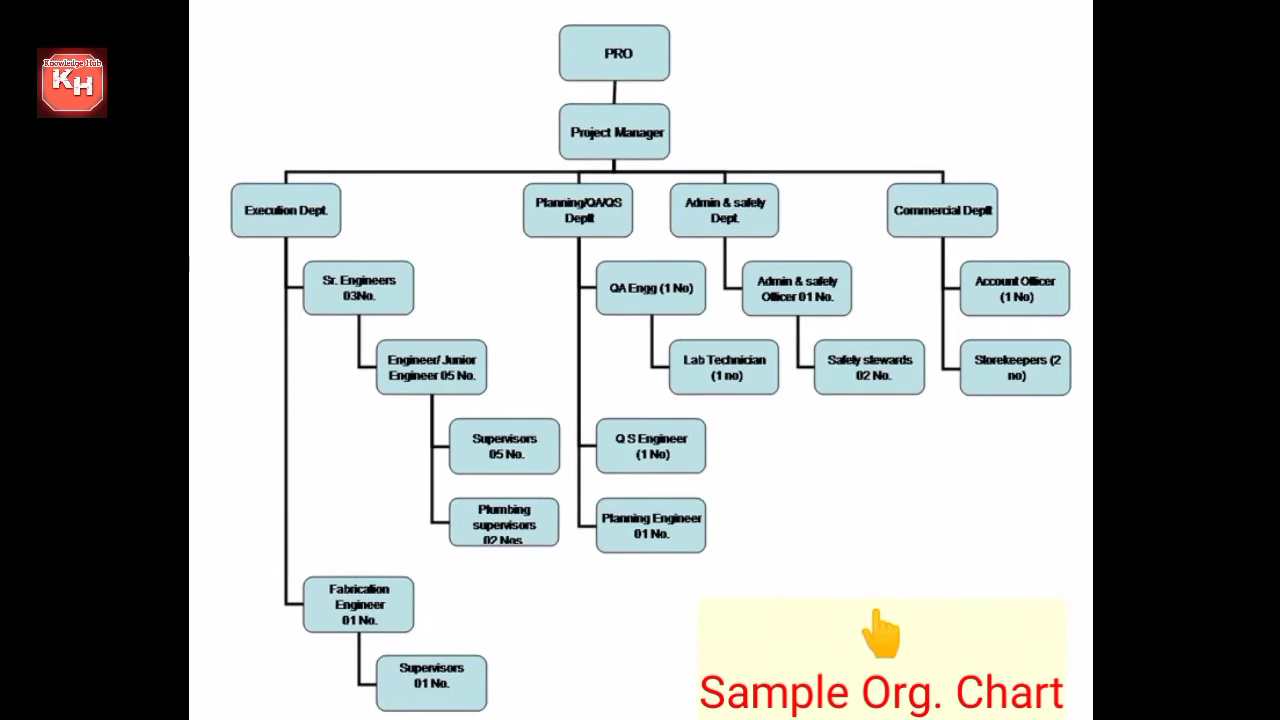 Knowledge Hub
KH
PRO
Project Manager
Execution Dept.
Planning/QA/QS
Deptt
Admin & safety
Dept.
Commercial Deptt
Sr. Engineers
03No.
QA Engg (1 No)
Admin & safety
Officer 01 No.
Account Officer
(1 No)
Engineer/ Junior
Engineer 05 No.
Lab Technician
(1 no)
Safety stewards
02 No.
Storekeepers (2
no)
Supervisors
05 No.
Q S Engineer
(1 No)
Plumbing
supervisors
02 Nos
Planning Engineer
01 No.
Fabrication
Engineer
01 No.
Supervisors
01 No.
Sample Org. Chart